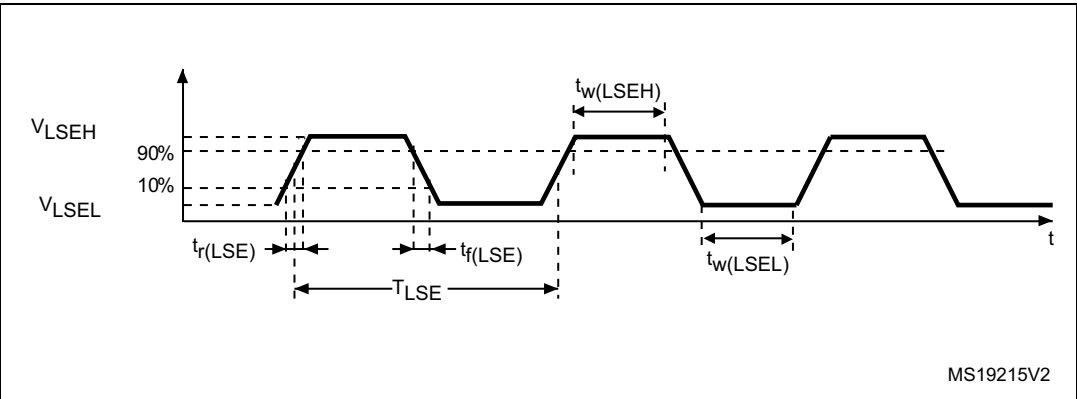 tw(LSEH)
VLSEH
90%
10%
VLSEL
tr(LSE)
tf(LSE)
tw(LSEL)
t
TLSE
MS19215V2